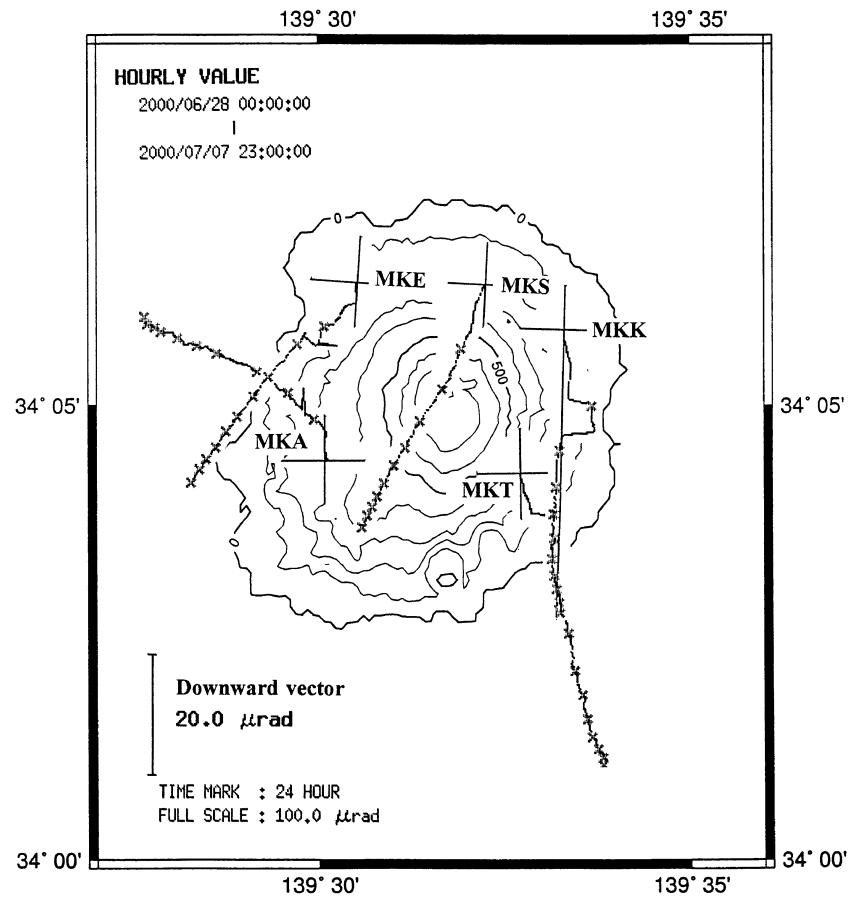 139° 30' 139° 35'
HOURLY VALUE
2000/06/28 00:00:00
|
2000/07/07 23:00:00
0 0
MKE MKS
MKK
500
34° 05' 34° 05'
MKA
MKT
0
Downward vector
20.0 μrad
TIME MARK : 24 HOUR
FULL SCALE : 100.0 μrad
34° 00' 34° 00'
139° 30' 139° 35'